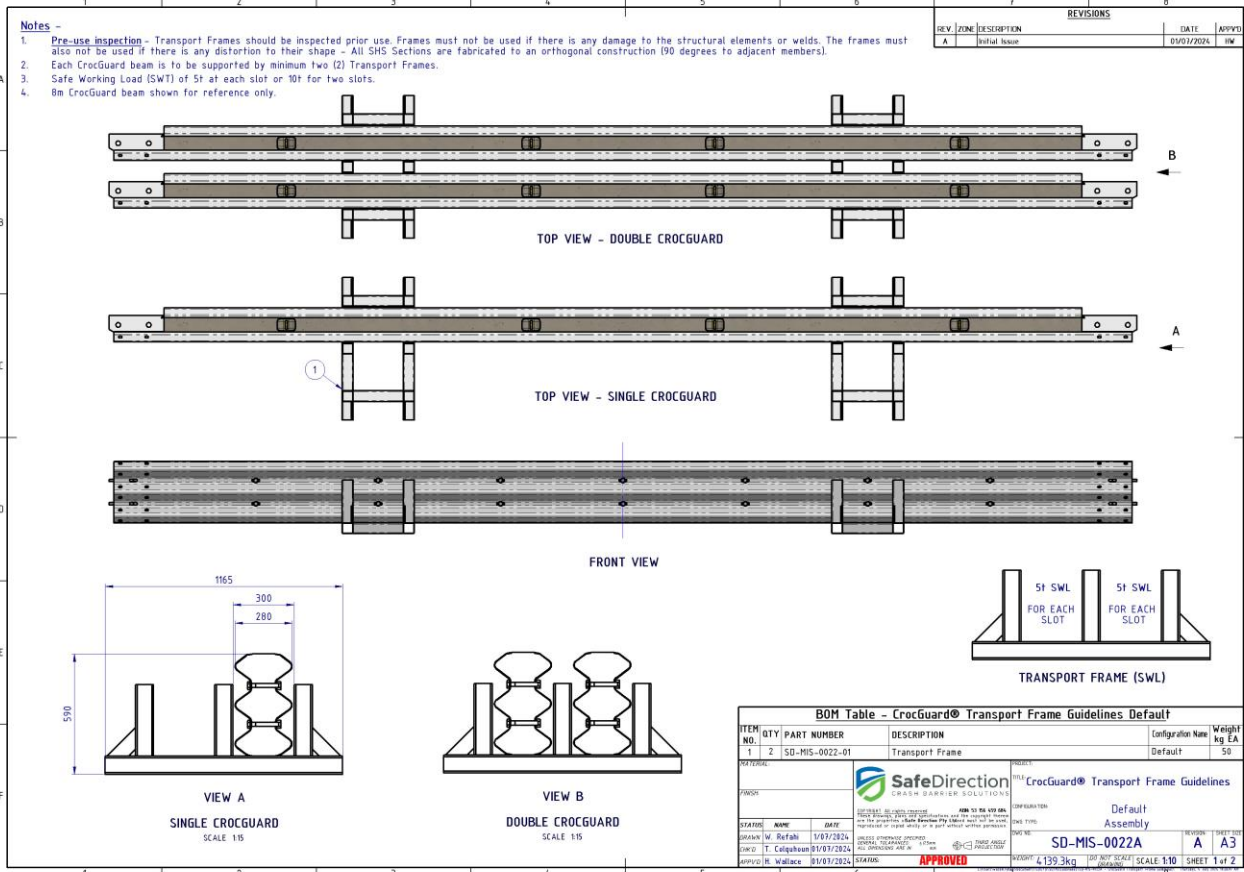 Notes -
1. Pre-use inspection - Transport Frames should be inspected prior use. Frames must not be used if there is any damage to the structural elements or welds. The frames must
also not be used if there is any distortion to their shape - All SHS Sections are fabricated to an orthogonal construction (90 degrees to adjacent members).
2. Each CrocGuard beam is to be supported by minimum two (2) Transport Frames.
3. Safe Working Load (SWT) of 5t at each slot or 10t for two slots.
4. 8m CrocGuard beam shown for reference only.
REVISIONS
REV. ZONE DESCRIPTION DATE APPV'D
A Initial Issue 01/07/2024 HW
B
TOP VIEW - DOUBLE CROCGUARD
A
1
TOP VIEW - SINGLE CROCGUARD
FRONT VIEW
1165
300
280
590
VIEW A
SINGLE CROCGUARD
SCALE 1:15
VIEW B
DOUBLE CROCGUARD
SCALE 1:15
5t SWL 5t SWL
FOR EACH FOR EACH
SLOT SLOT
TRANSPORT FRAME (SWL)
BOM Table - CrocGuard® Transport Frame Guidelines Default
ITEM NO. QTY PART NUMBER DESCRIPTION Configuration Name Weight kg EA
1 2 SD-MIS-0022-01 Transport Frame Default 50
MATERIAL:
FINISH:
SafeDirection
CRASH BARRIER SOLUTIONS
PROJECT:
TITLE: CrocGuard® Transport Frame Guidelines
CONFIGURATION: Default
DWG TYPE: Assembly
STATUS NAME DATE
DRAWN W. Refahi 1/07/2024
CHK'D T. Colquhoun 01/07/2024
APPV'D H. Wallace 01/07/2024
THIRD ANGLE
PROJECTION
STATUS: APPROVED
DWG NO. SD-MIS-0022A
REVISION A
SHEET SIZE A3
WEIGHT: 4139.3kg
DO NOT SCALE DRAWING
SCALE: 1:10
SHEET 1 of 2